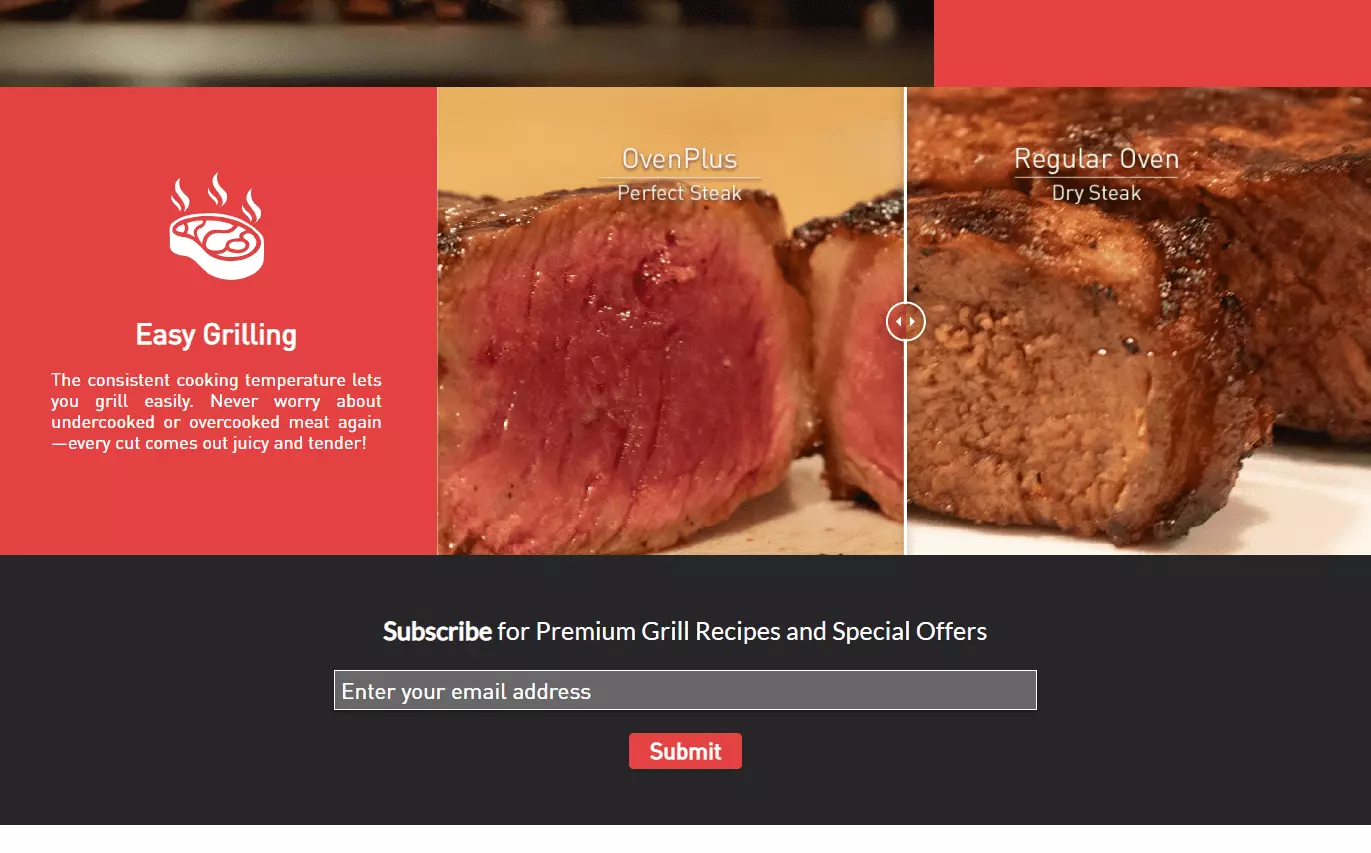 OvenPlus
Perfect Steak
Regular Oven
Dry Steak
Easy Grilling
The consistent cooking temperature lets
you grill easily. Never worry about
undercooked or overcooked meat again
—every cut comes out juicy and tender!
Subscribe for Premium Grill Recipes and Special Offers
Enter your email address
Submit